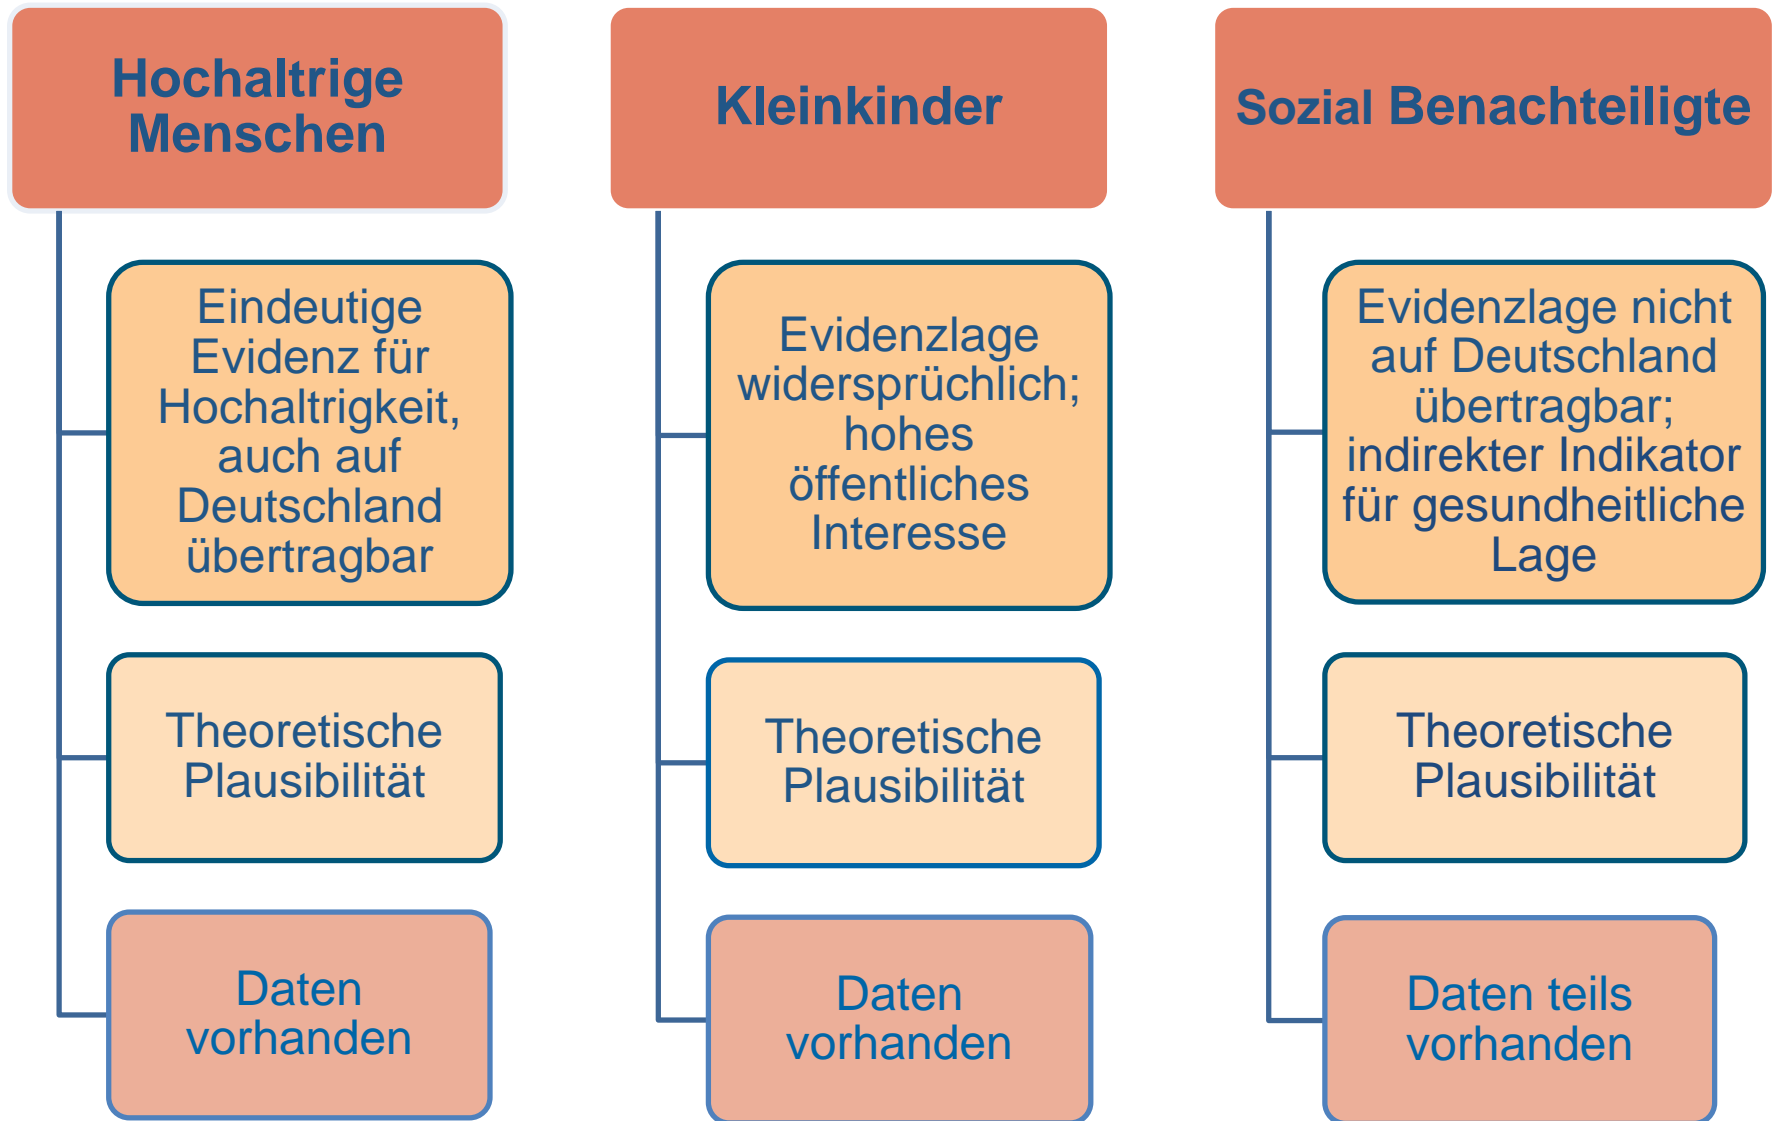 Hochaltrige
Menschen
Eindeutige
Evidenz für
Hochaltrigkeit,
auch auf
Deutschland
übertragbar
Theoretische
Plausibilität
Daten
vorhanden
Kleinkinder
Evidenzlage
widersprüchlich;
hohes
öffentliches
Interesse
Theoretische
Plausibilität
Daten
vorhanden
Sozial Benachteiligte
Evidenzlage nicht
auf Deutschland
übertragbar;
indirekter Indikator
für gesundheitliche
Lage
Theoretische
Plausibilität
Daten teils
vorhanden